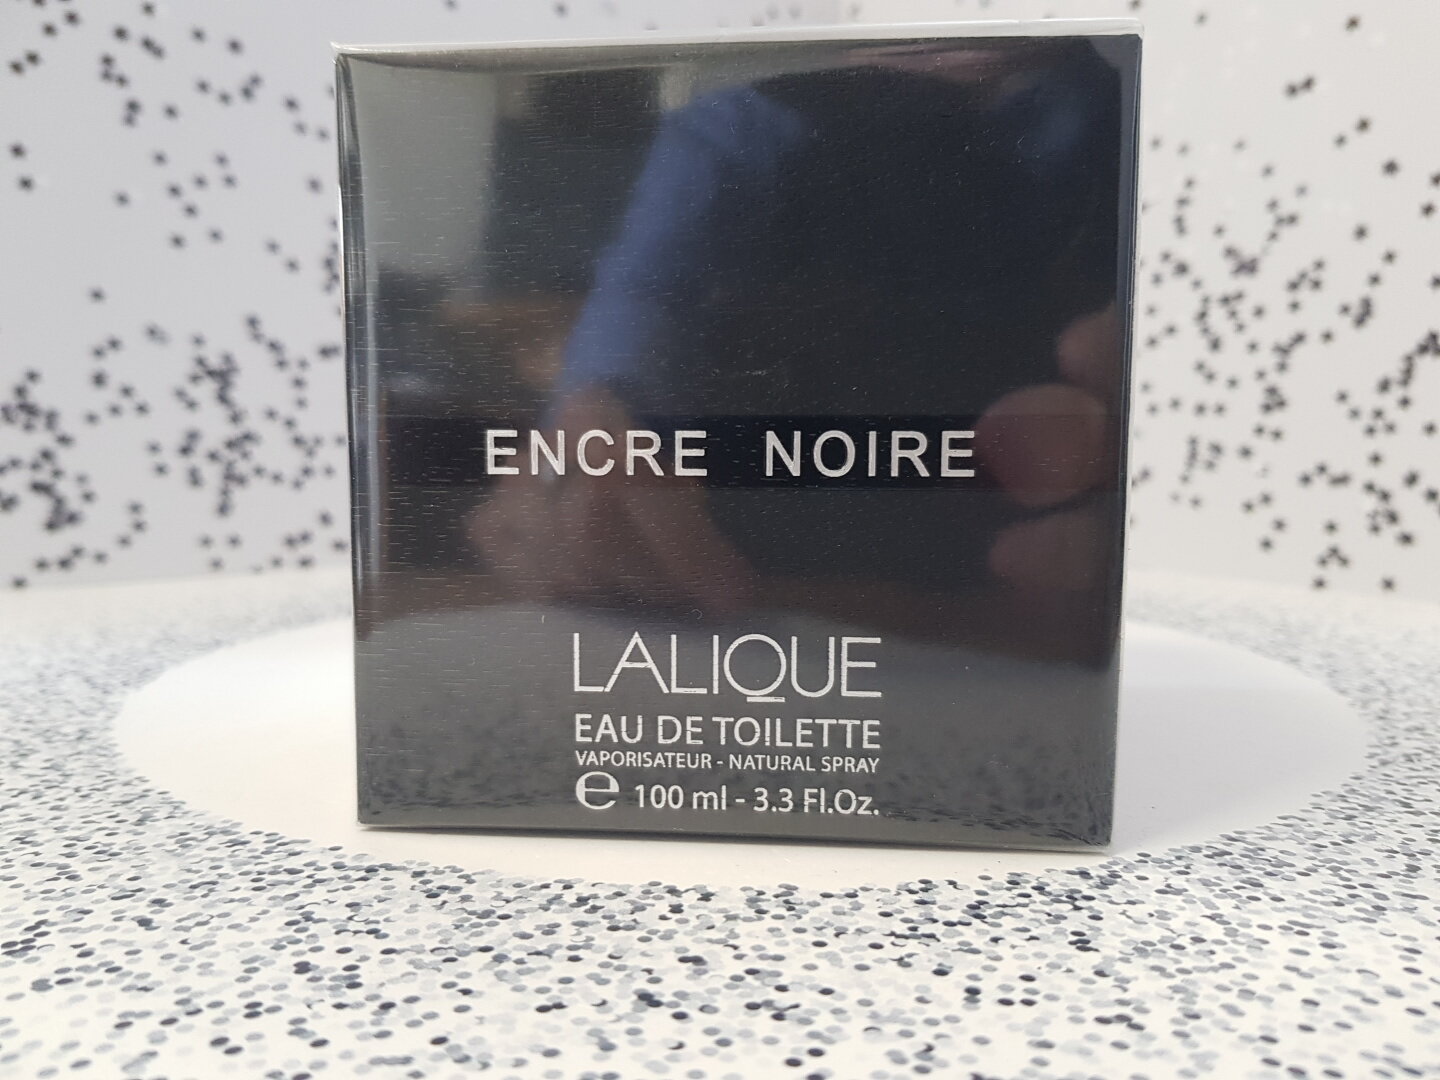 ENCRE NOIRE
LALIQUE
EAU DE TOILETTE
VAPORISATEUR - NATURAL SPRAY
℮ 100 ml - 3.3 Fl.Oz.